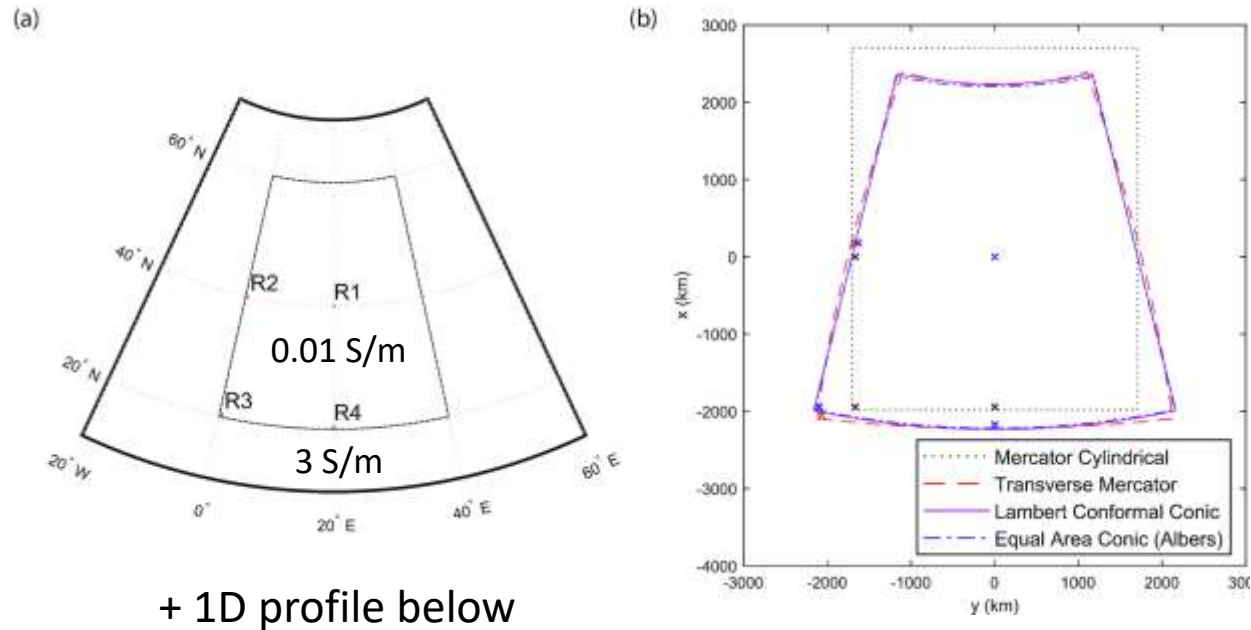 (a)
60° N
40° N
20° N
R2
R1
0.01 S/m
R3
R4
3 S/m
20° W
0°
20° E
40° E
60° E
+ 1D profile below
(b)
3000
2000
1000
0
-1000
-2000
-3000
-4000
x (km)
-3000
-2000
-1000
0
1000
2000
300
y (km)
Mercator Cylindrical
Transverse Mercator
Lambert Conformal Conic
Equal Area Conic (Albers)